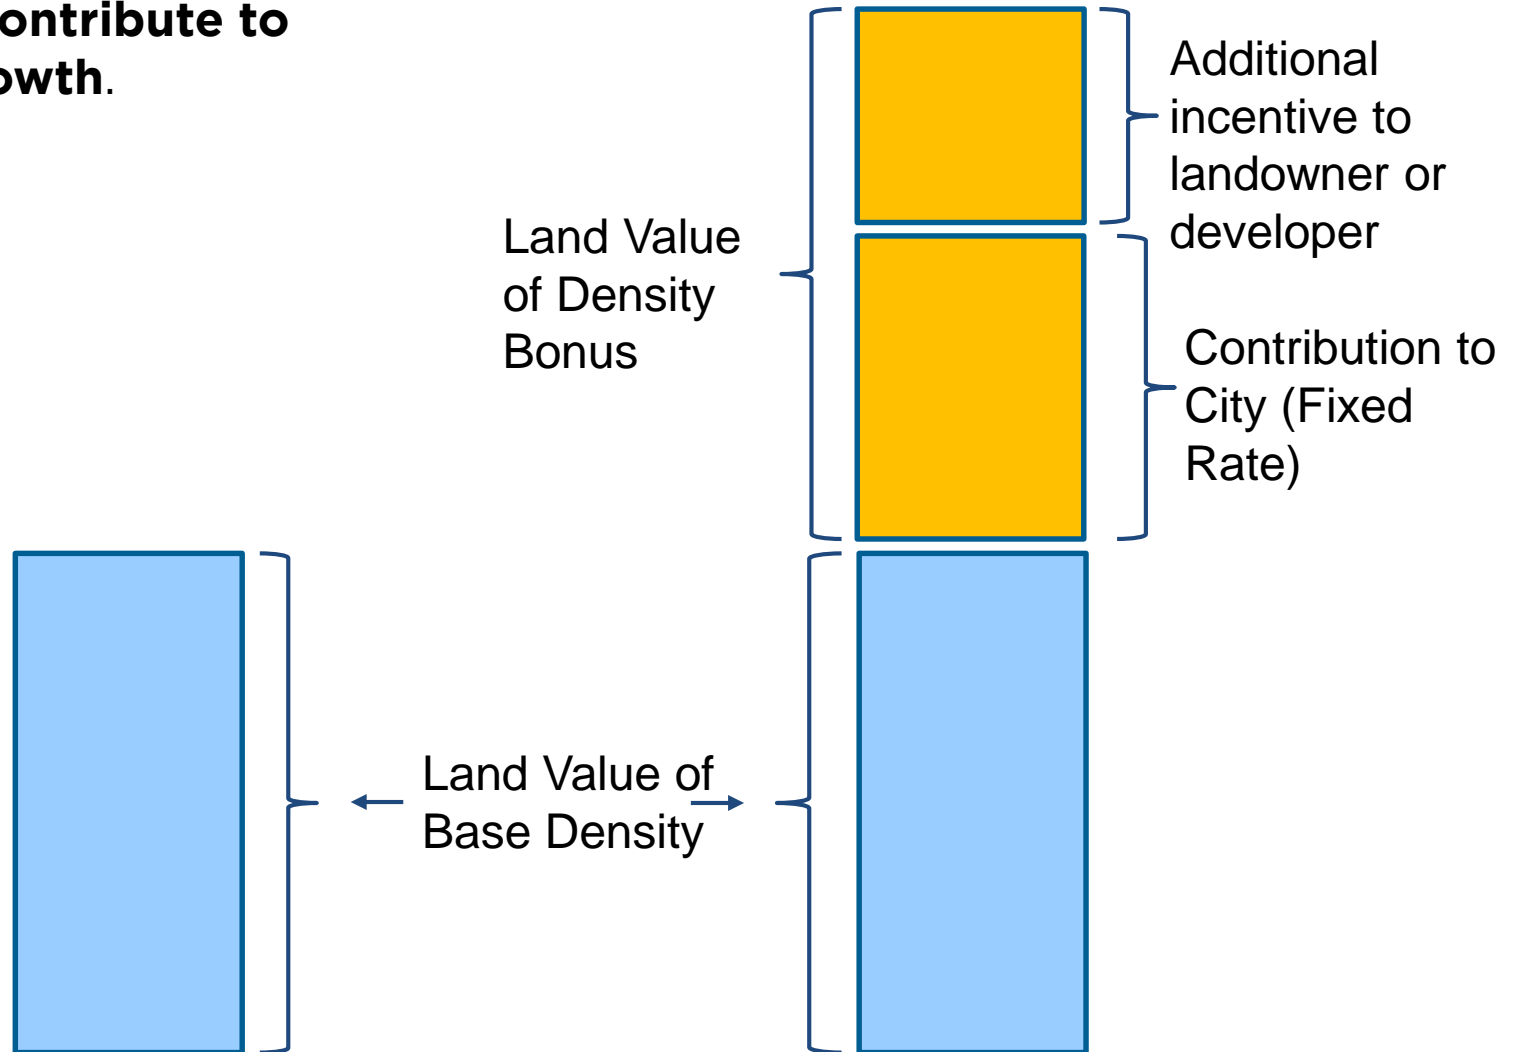 ontribute to
owth.
Additional
incentive to
landowner or
developer
Land Value
of Density
Bonus
Contribution to
City (Fixed
Rate)
Land Value of
Base Density